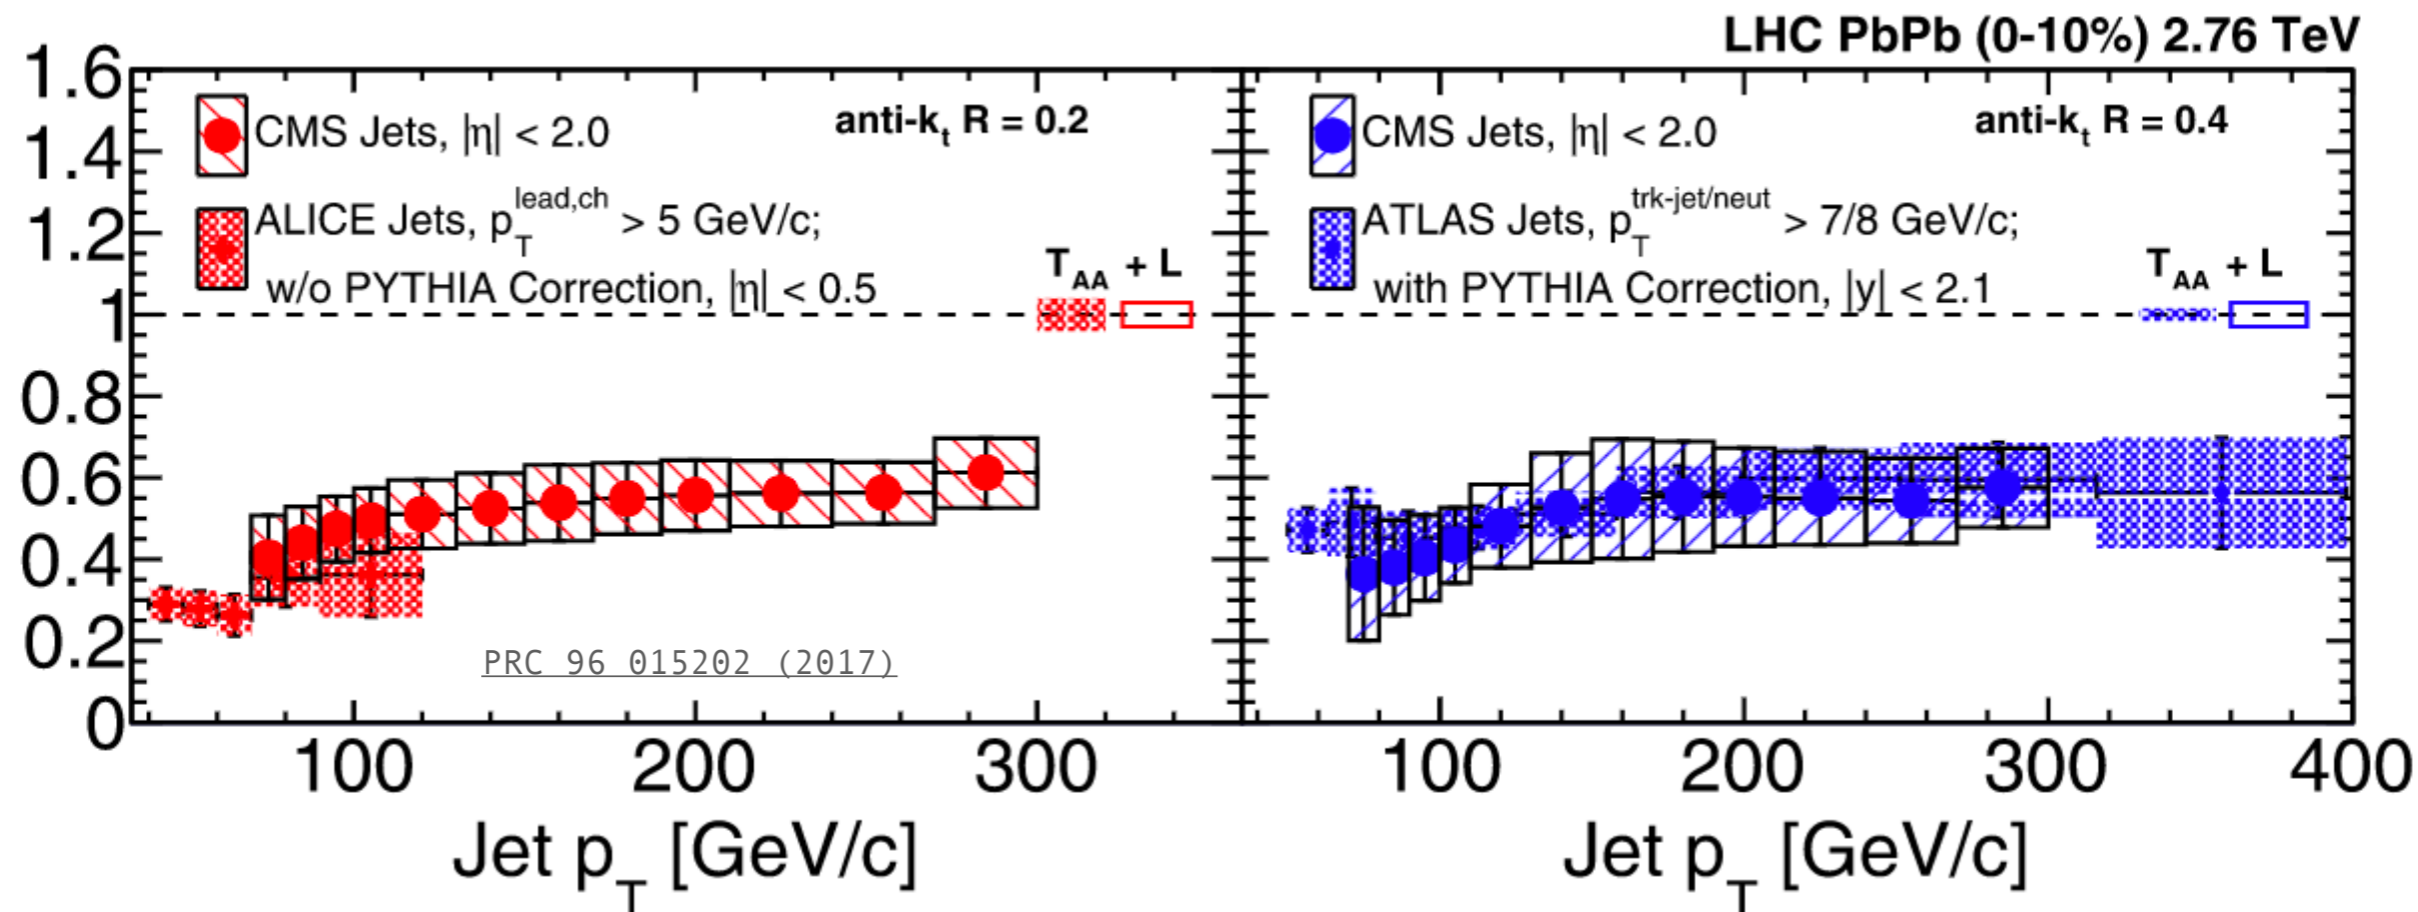 LHC PbPb (0-10%) 2.76 TeV
1.6
1.4
1.2
1
0.8
0.6
0.4
0.2
0
CMS Jets, |η| < 2.0
anti-kt R = 0.2
ALICE Jets, pT lead,ch > 5 GeV/c;
w/o PYTHIA Correction, |η| < 0.5
TAA + L
PRC 96 015202 (2017)
100 200 300
Jet pT [GeV/c]
CMS Jets, |η| < 2.0
anti-kt R = 0.4
ATLAS Jets, pT trk-jet/neut > 7/8 GeV/c;
with PYTHIA Correction, |y| < 2.1
TAA + L
100 200 300 400
Jet pT [GeV/c]